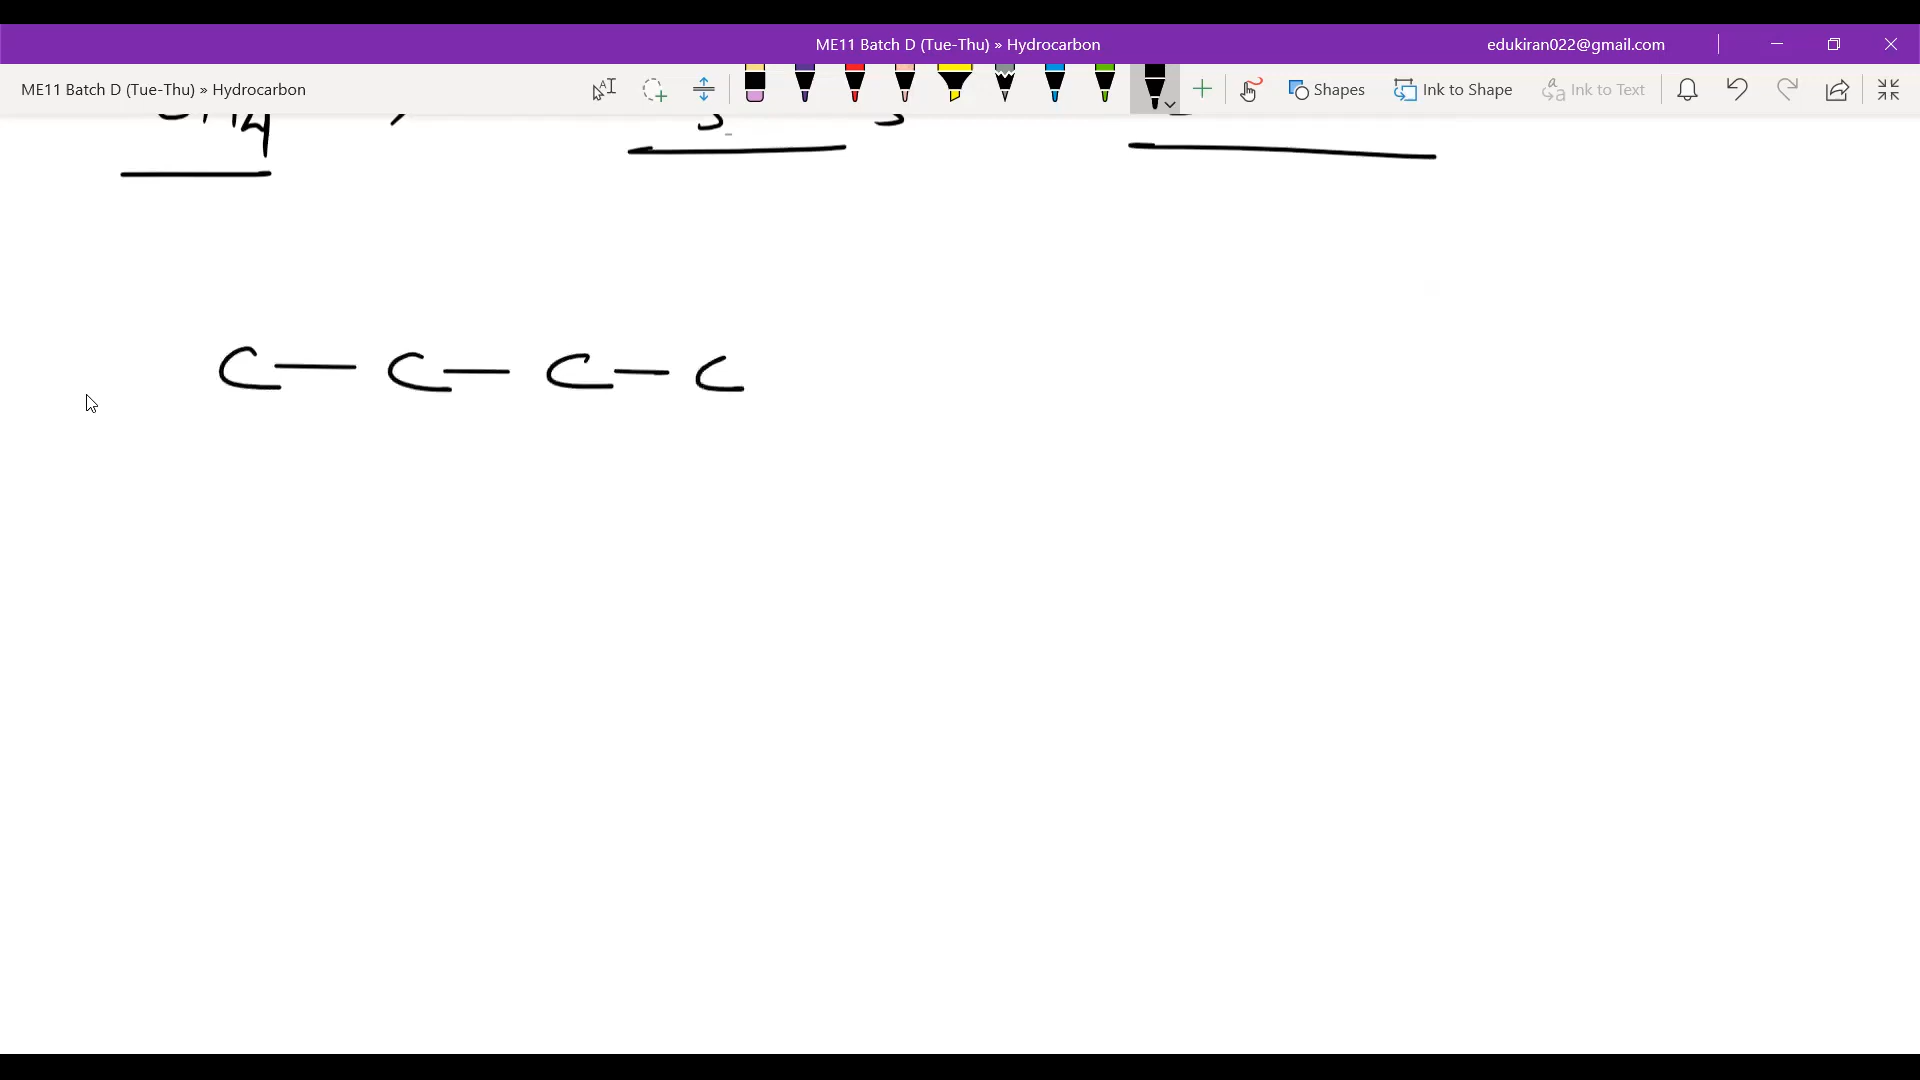 ME11 Batch D (Tue-Thu) » Hydrocarbon
edukiran022@gmail.com
ME11 Batch D (Tue-Thu) » Hydrocarbon
Shapes
Ink to Shape
Ink to Text
C — C — C — C